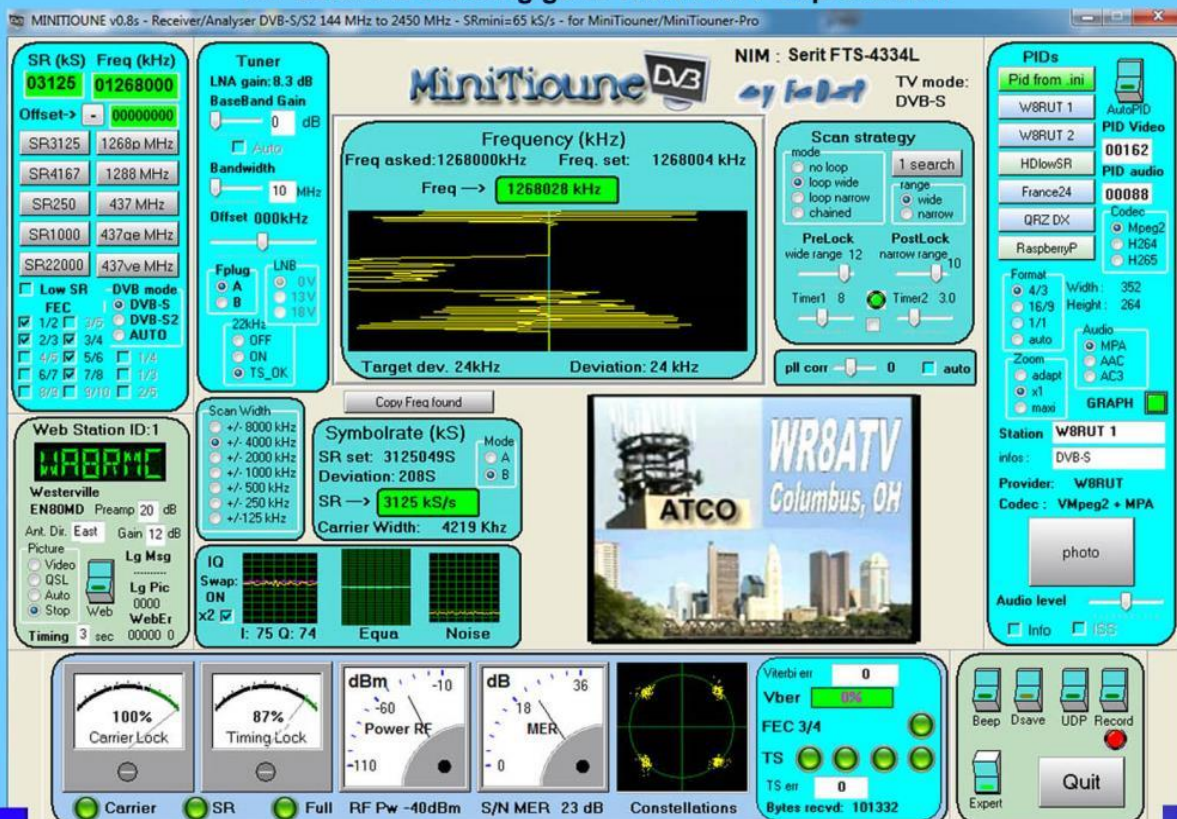 MINITIOUNE v0.8s - Receiver/Analyser DVB-S/S2 144 MHz to 2450 MHz - SRmini=65 kS/s - for MiniTiouner/MiniTiouner-Pro
SR (kS) Freq (kHz)
03125 01268000
Offset-> - 00000000
SR3125 1268p MHz
SR4167 1288 MHz
SR250 437 MHz
SR1000 437qe MHz
SR22000 437ve MHz
Low SR
DVB mode
FEC
DVB-S
1/2 3/5 DVB-S2
2/3 3/4 AUTO
4/5 5/6 1/4
6/7 7/8 1/3
8/9 9/10 2/5
Tuner
LNA gain: 8.3 dB
BaseBand Gain
0 dB
Auto
Bandwidth
10 MHz
Offset 000kHz
Fplug LNB
A 0V
B 13V
18V
22kHz
OFF
ON
TS_OK
MiniTioune DVB
NIM : Serit FTS-4334L
TV mode:
DVB-S
Frequency (kHz)
Freq asked:1268000kHz Freq. set: 1268004 kHz
Freq --> 1268028 kHz
Target dev. 24kHz Deviation: 24 kHz
Scan strategy
mode
no loop
loop wide
loop narrow
chained
1 search
range
wide
narrow
PreLock PostLock
wide range 12 narrow range 10
Timer1 8 Timer2 3.0
pll corr 0 auto
PIDs
Pid from .ini
W8RUT 1
W8RUT 2
HDlowSR
France24
QRZ DX
RaspberryP
AutoPID
PID Video
00162
PID audio
00088
Codec
Mpeg2
H264
H265
Format
4/3
16/9
1/1
auto
Width : 352
Height : 264
Audio
MPA
AAC
AC3
Zoom
adapt
x1
maxi
GRAPH
Station W8RUT 1
infos : DVB-S
Provider: W8RUT
Codec : VMpeg2 + MPA
photo
Audio level
Info ISS
Web Station ID:1
WA8RMC
Westerville
EN80MD Preamp 20 dB
Ant. Dir. East Gain 12 dB
Picture
Video
QSL
Auto
Stop
Web
Lg Msg
Lg Pic
0000
WebEr
00000 0
Timing 3 sec
Scan Width
+/- 8000 kHz
+/- 4000 kHz
+/- 2000 kHz
+/- 1000 kHz
+/- 500 kHz
+/- 250 kHz
+/-125 kHz
Copy Freq found
Symbolrate (kS)
SR set: 3125049S
Deviation: 208S
SR --> 3125 kS/s
Carrier Width: 4219 Khz
Mode
A
B
IQ
Swap:
ON
x2
I: 75 Q: 74 Equa Noise
WR8ATV
Columbus, OH
ATCO
100%
Carrier Lock
87%
Timing Lock
dBm
-10
-60
Power RF
-110
dB
36
18
MER
0
Carrier SR Full RF Pw -40dBm S/N MER 23 dB Constellations
Viterbi err 0
Vber 0%
FEC 3/4
TS
TS err 0
Bytes recvd: 101332
Beep Dsave UDP Record
Expert
Quit